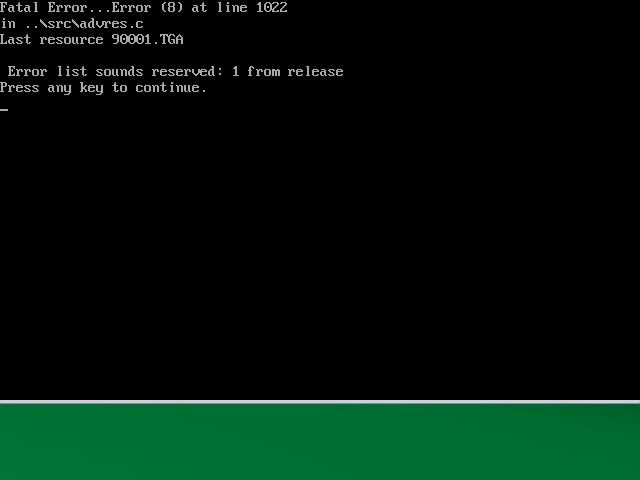 Fatal Error...Error (8) at line 1022
in ..\src\advres.c
Last resource 90001.TGA
Error list sounds reserved: 1 from release
Press any key to continue.